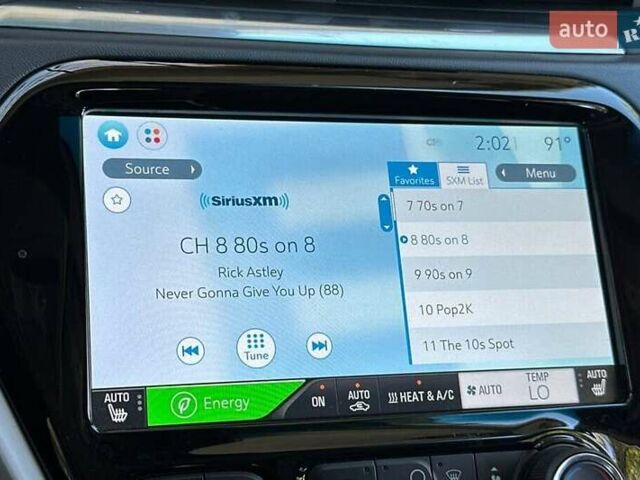 auto
R
2:02
91°
Source
Favorites
SXM List
Menu
SiriusXM
CH 8 80s on 8
Rick Astley
Never Gonna Give You Up (88)
7 70s on 7
8 80s on 8
9 90s on 9
10 Pop2K
11 The 10s Spot
Tune
AUTO
Energy
ON
AUTO
HEAT & A/C
AUTO
TEMP
LO
AUTO